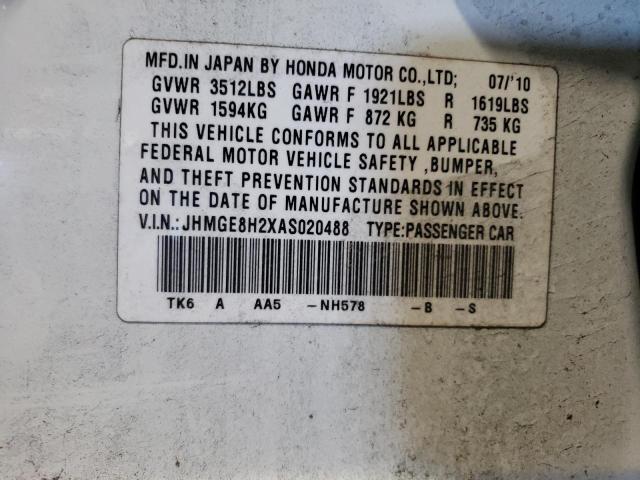 MFD.IN JAPAN BY HONDA MOTOR CO.,LTD; 07/'10
GVWR 3512LBS GAWR F 1921LBS R 1619LBS
GVWR 1594KG GAWR F 872 KG R 735 KG
THIS VEHICLE CONFORMS TO ALL APPLICABLE
FEDERAL MOTOR VEHICLE SAFETY ,BUMPER,
AND THEFT PREVENTION STANDARDS IN EFFECT
ON THE DATE OF MANUFACTURE SHOWN ABOVE.
V.I.N.:JHMGE8H2XAS020488 TYPE:PASSENGER CAR
TK6 A AA5 -NH578 -B -S